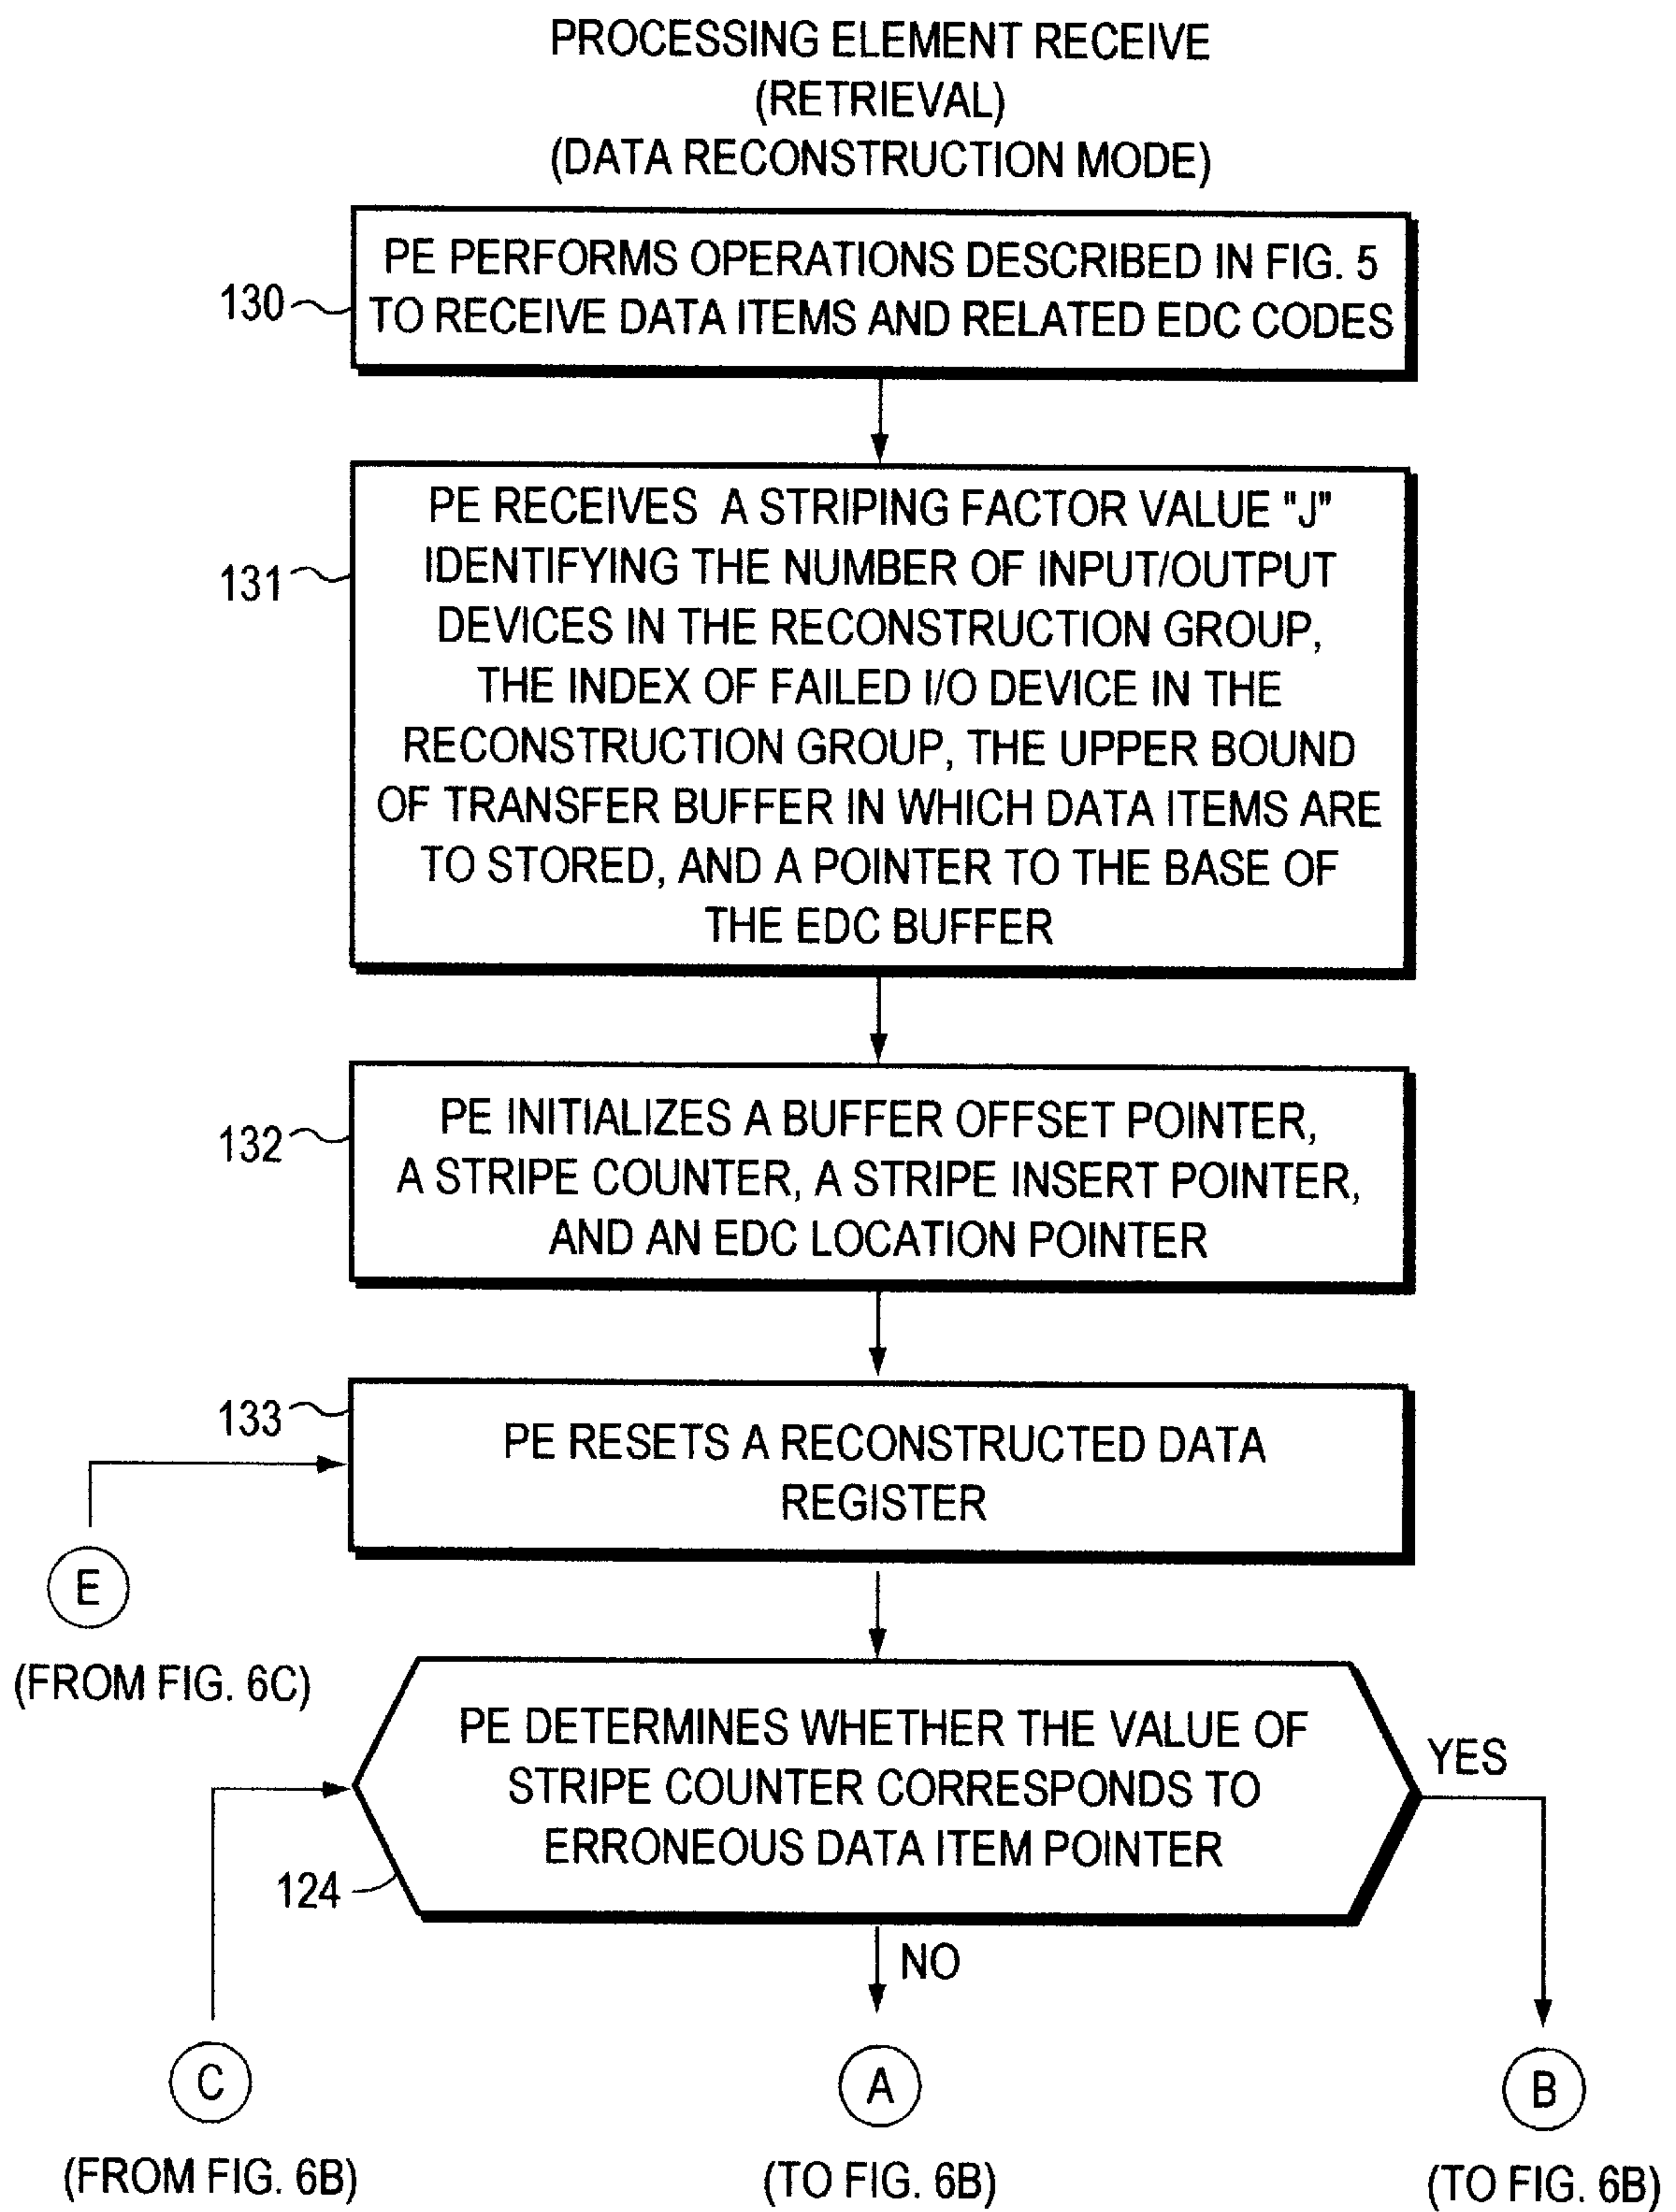 PROCESSING ELEMENT RECEIVE
(RETRIEVAL)
(DATA RECONSTRUCTION MODE)
130
PE PERFORMS OPERATIONS DESCRIBED IN FIG. 5
TO RECEIVE DATA ITEMS AND RELATED EDC CODES
131
PE RECEIVES A STRIPING FACTOR VALUE "J"
IDENTIFYING THE NUMBER OF INPUT/OUTPUT
DEVICES IN THE RECONSTRUCTION GROUP,
THE INDEX OF FAILED I/O DEVICE IN THE
RECONSTRUCTION GROUP, THE UPPER BOUND
OF TRANSFER BUFFER IN WHICH DATA ITEMS ARE
TO STORED, AND A POINTER TO THE BASE OF
THE EDC BUFFER
132
PE INITIALIZES A BUFFER OFFSET POINTER,
A STRIPE COUNTER, A STRIPE INSERT POINTER,
AND AN EDC LOCATION POINTER
133
PE RESETS A RECONSTRUCTED DATA
REGISTER
E
(FROM FIG. 6C)
PE DETERMINES WHETHER THE VALUE OF
STRIPE COUNTER CORRESPONDS TO
ERRONEOUS DATA ITEM POINTER
124
YES
NO
C
(FROM FIG. 6B)
A
(TO FIG. 6B)
B
(TO FIG. 6B)